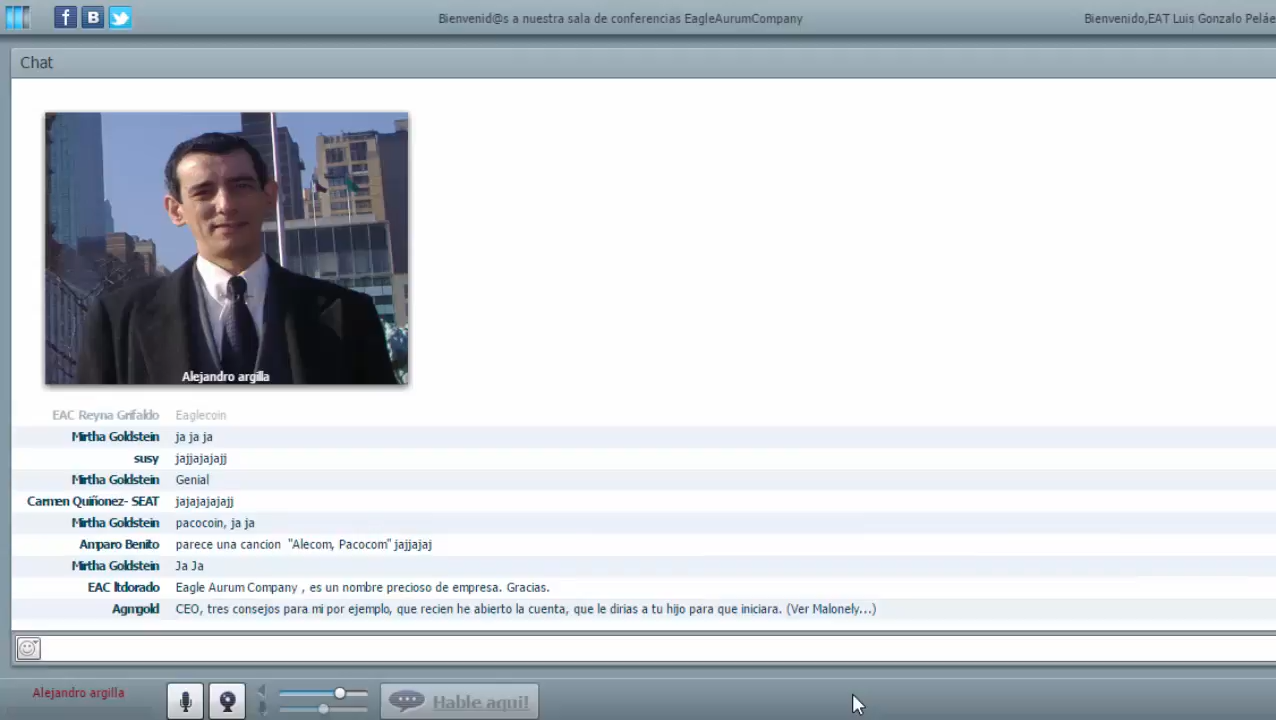 Bienvenid@s a nuestra sala de conferencias EagleAurumCompany
Bienvenido,EAT Luis Gonzalo Peláe
Chat
Alejandro argilla
EAC Reyna Grifaldo Eaglecoin
Mirtha Goldstein ja ja ja
susy jajjajajajj
Mirtha Goldstein Genial
Carmen Quiñonez- SEAT jajajajajajj
Mirtha Goldstein pacocoin, ja ja
Amparo Benito parece una cancion "Alecom, Pacocom" jajjajaj
Mirtha Goldstein Ja Ja
EAC ltdorado Eagle Aurum Company , es un nombre precioso de empresa. Gracias.
Agmgold CEO, tres consejos para mi por ejemplo, que recien he abierto la cuenta, que le dirias a tu hijo para que iniciara. (Ver Malonely...)
Alejandro argilla
Hable aqui!